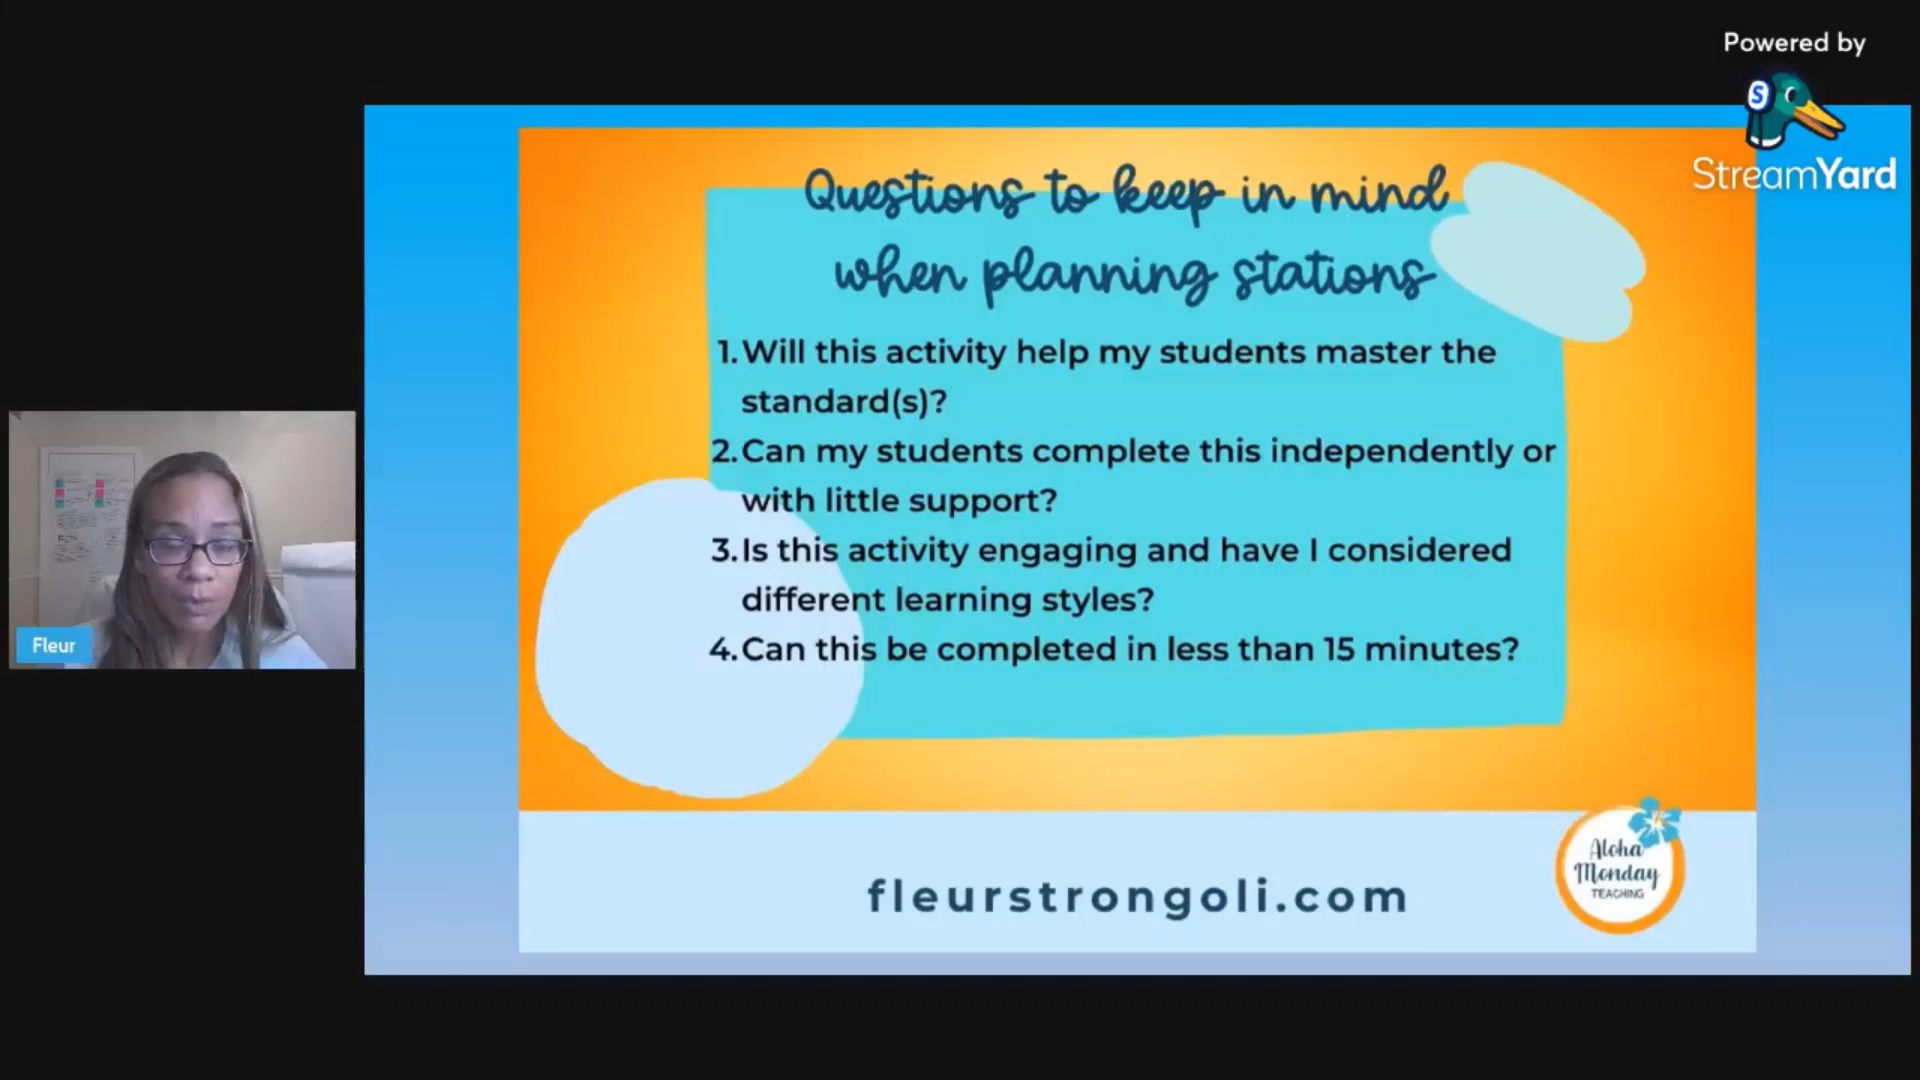 Powered by
S
StreamYard
Questions to keep in mind
when planning stations
1. Will this activity help my students master the
standard(s)?
2. Can my students complete this independently or
with little support?
3. Is this activity engaging and have I considered
different learning styles?
4. Can this be completed in less than 15 minutes?
Fleur
fleurstrongoli.com
Aloha
Monday
TEACHING